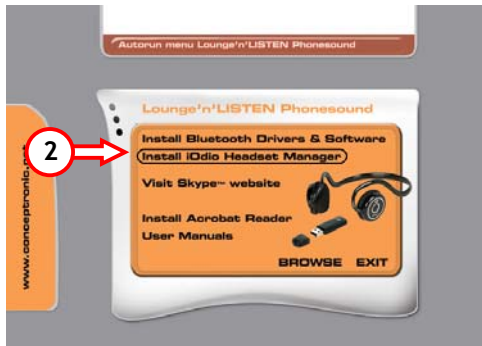 Autorun menu Lounge'n'LISTEN Phonesound
Lounge'n'LISTEN Phonesound
Install Bluetooth Drivers & Software
2
Install iOdio Headset Manager
Visit Skype™ website
Install Acrobat Reader
User Manuals
BROWSE EXIT
www.conceptronic.net